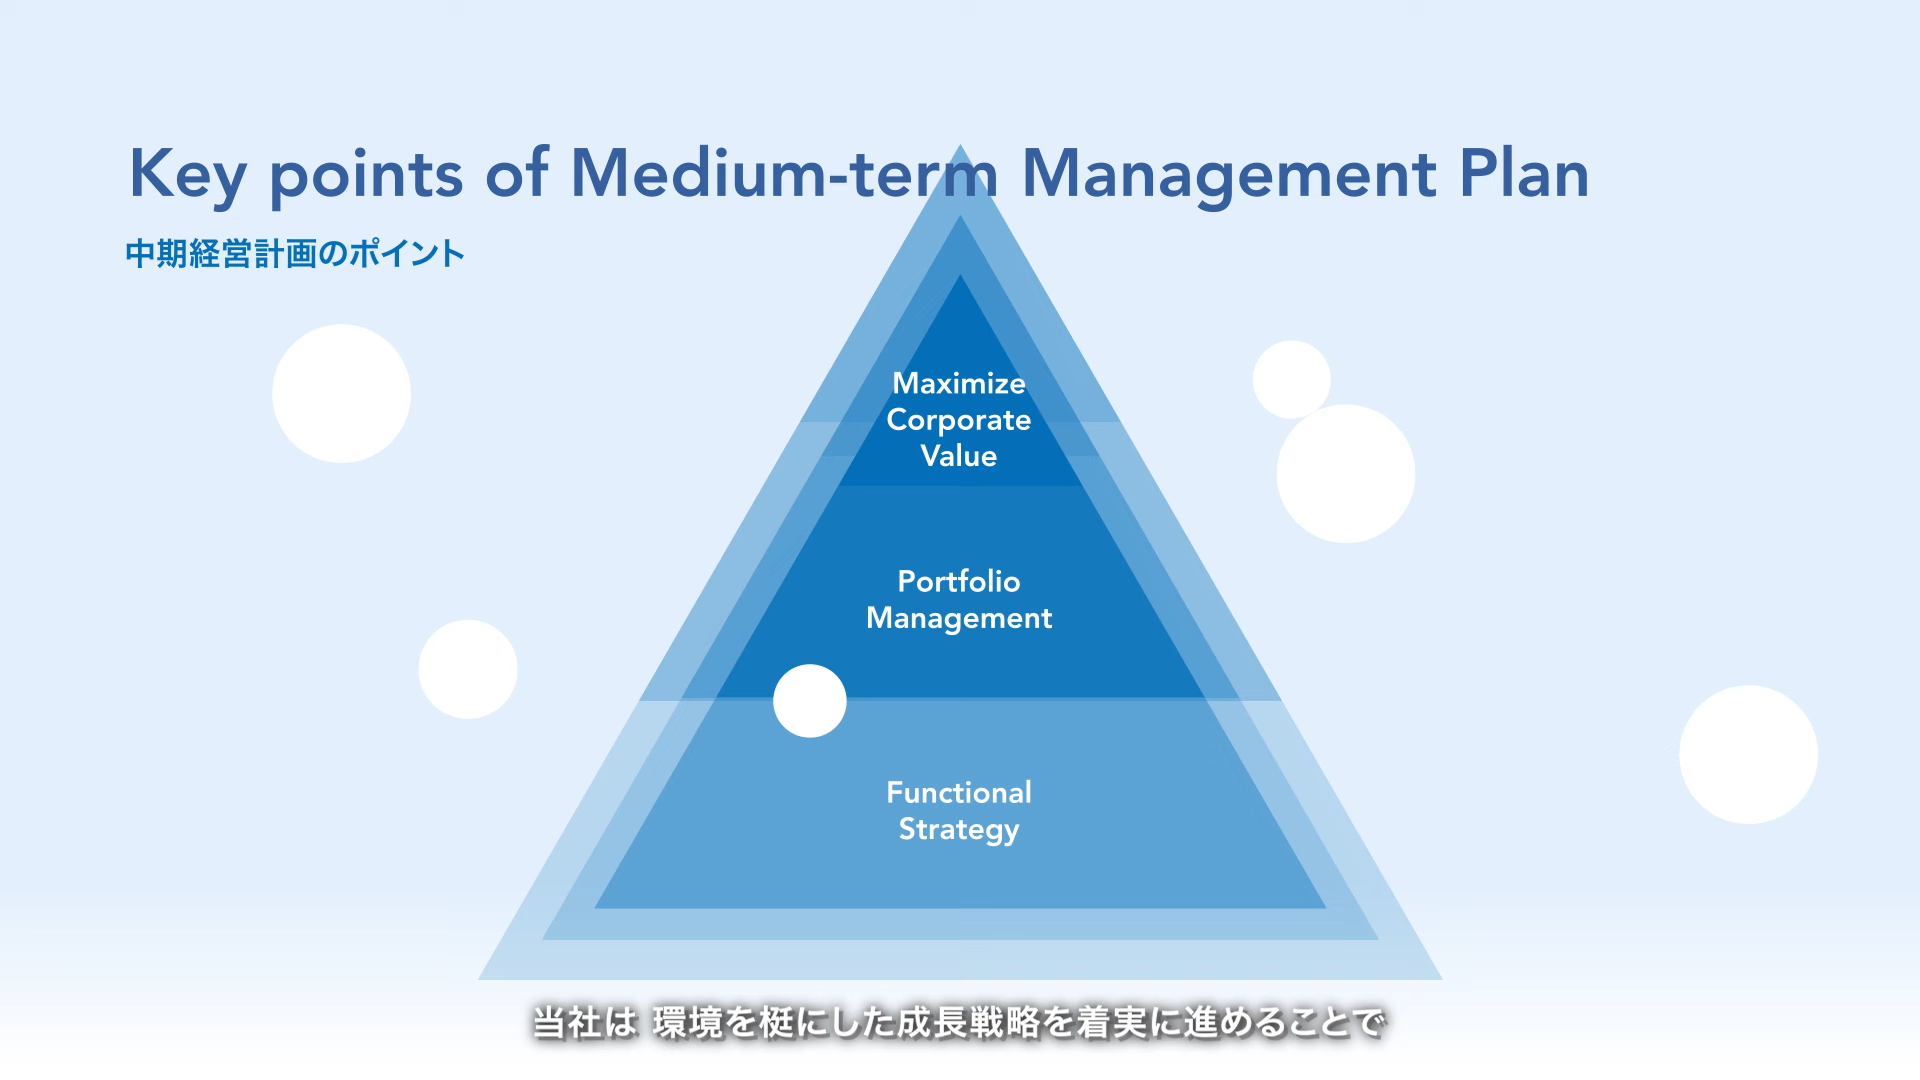 Key points of Medium-term Management Plan
中期経営計画のポイント
Maximize
Corporate
Value
Portfolio
Management
Functional
Strategy
当社は 環境を梃にした成長戦略を着実に進めることで